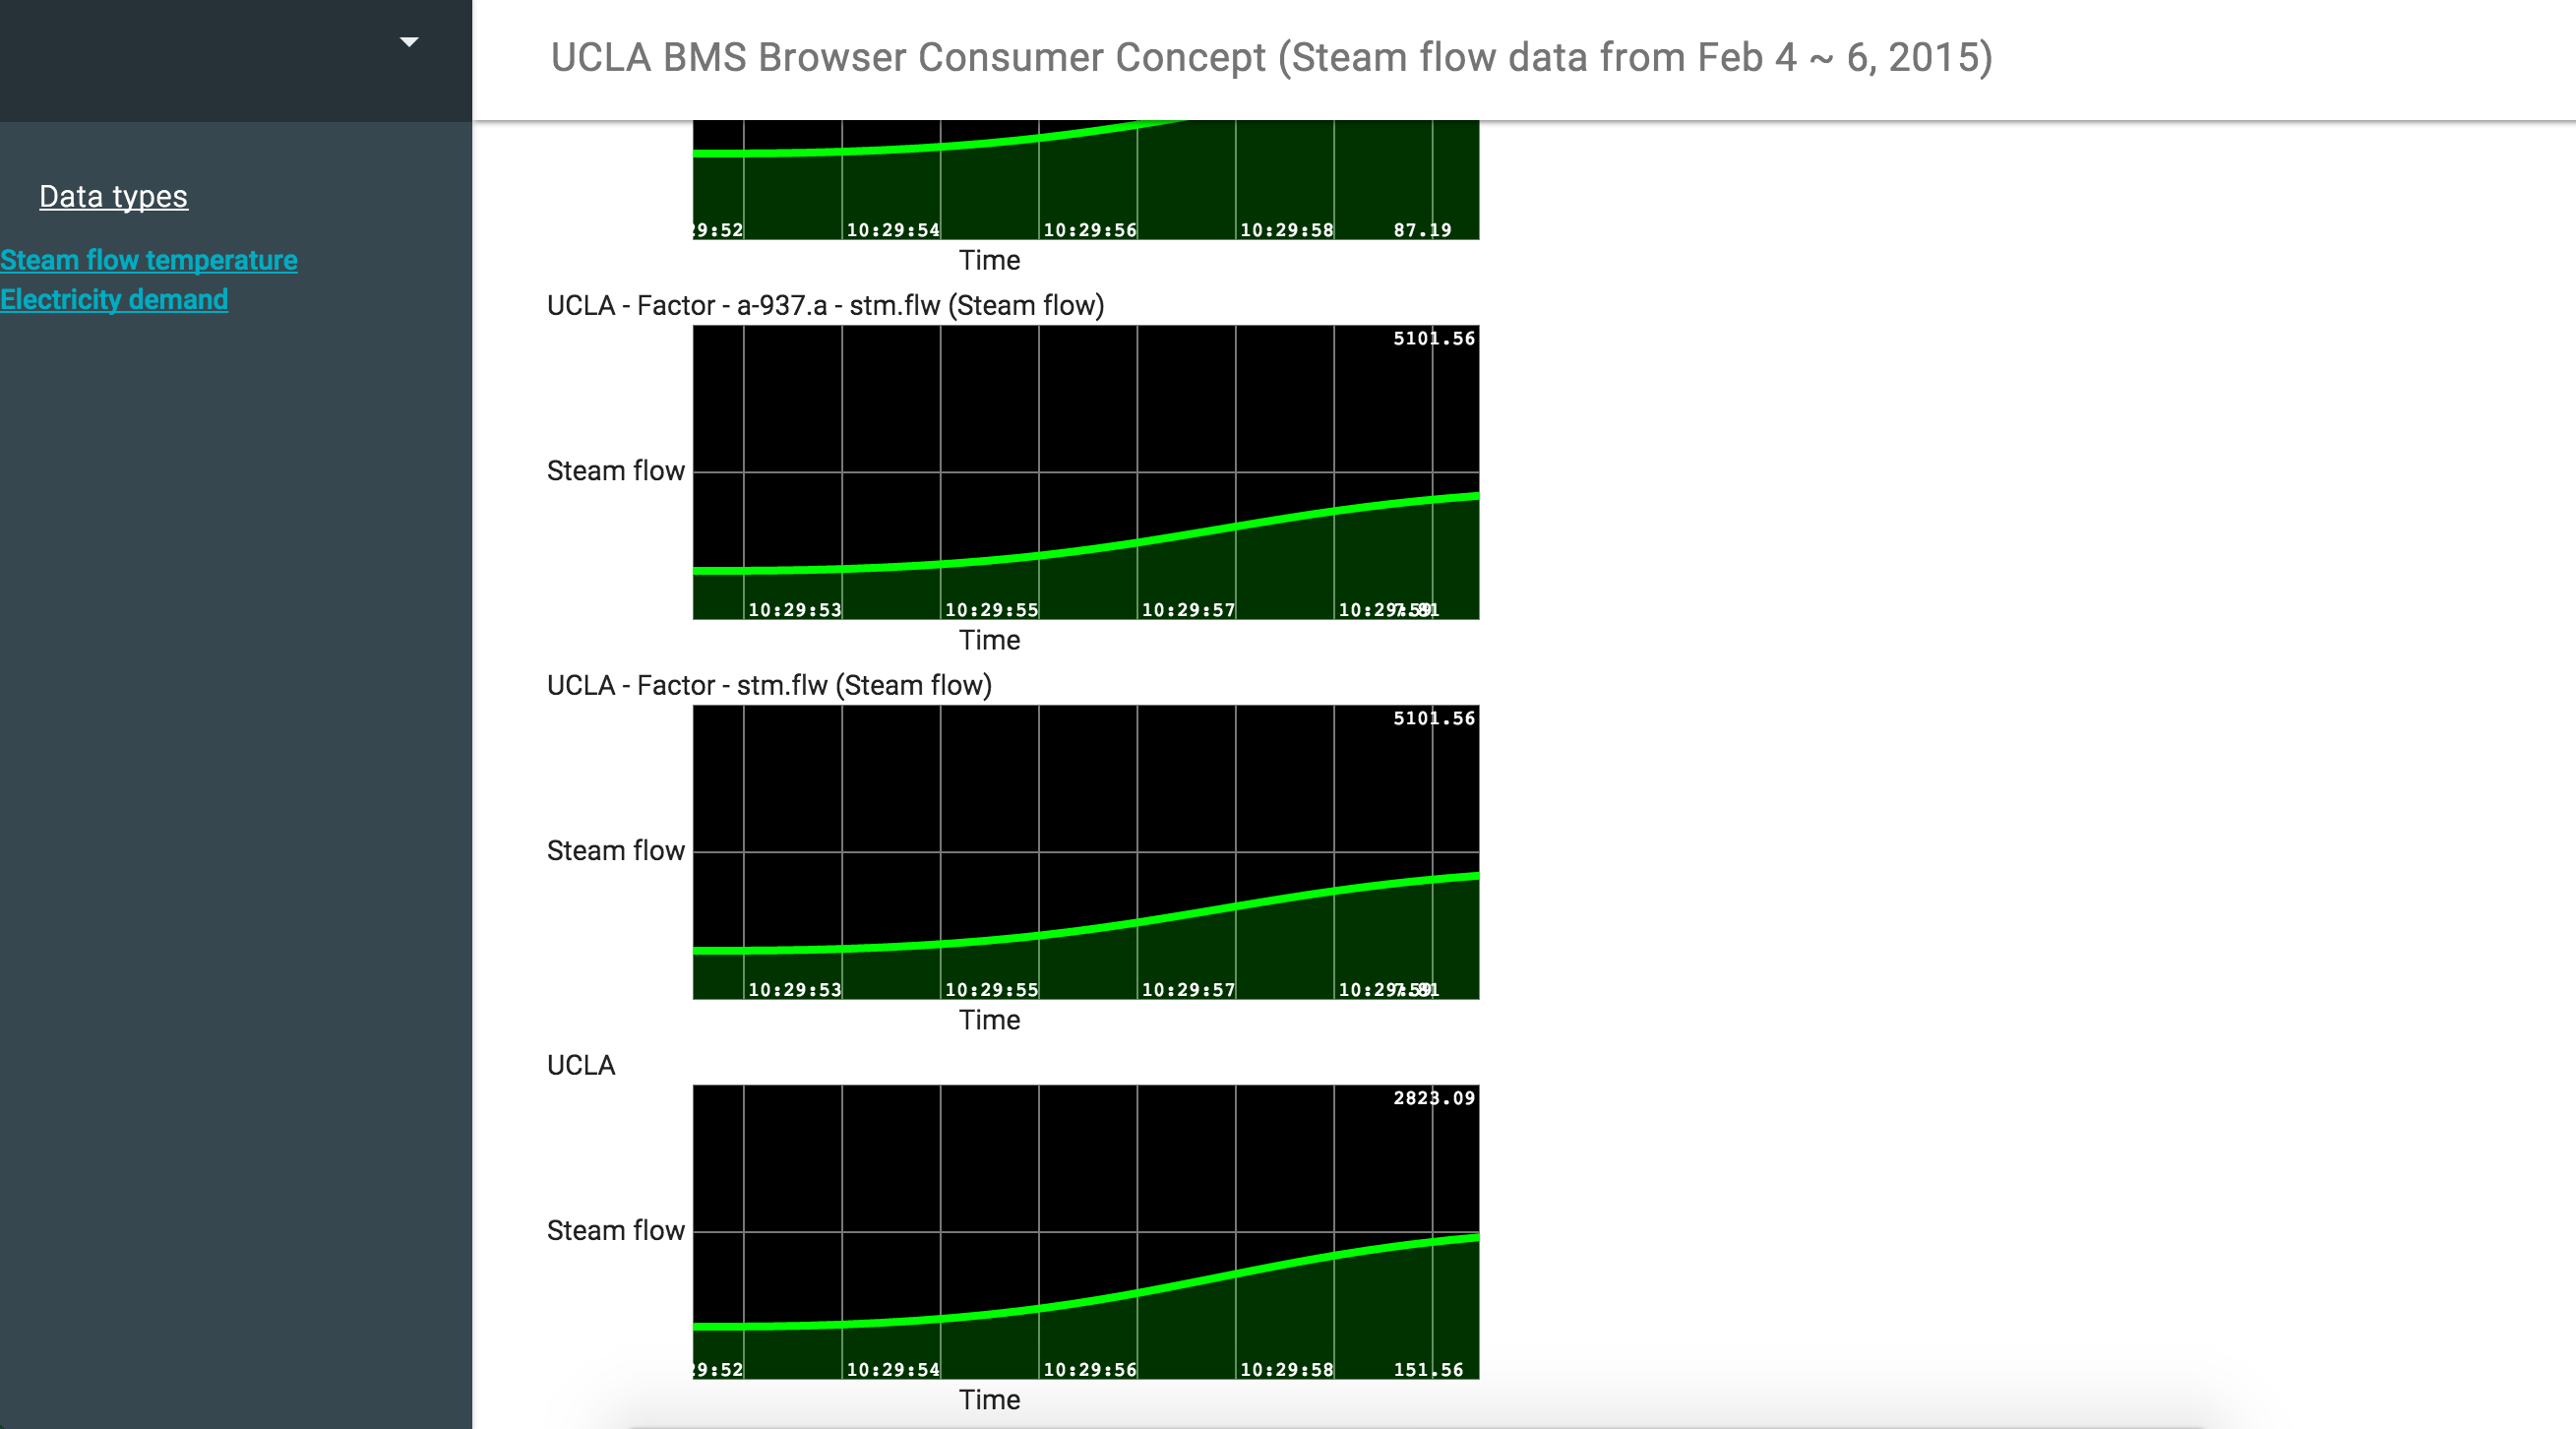 UCLA BMS Browser Consumer Concept (Steam flow data from Feb 4 ~ 6, 2015)
Data types
Steam flow temperature
Electricity demand
29:52 10:29:54 10:29:56 10:29:58 87.19
Time
UCLA - Factor - a-937.a - stm.flw (Steam flow)
5101.56
Steam flow
10:29:53 10:29:55 10:29:57
Time
UCLA - Factor - stm.flw (Steam flow)
5101.56
Steam flow
10:29:53 10:29:55 10:29:57
Time
UCLA
2823.09
Steam flow
29:52 10:29:54 10:29:56 10:29:58 151.56
Time